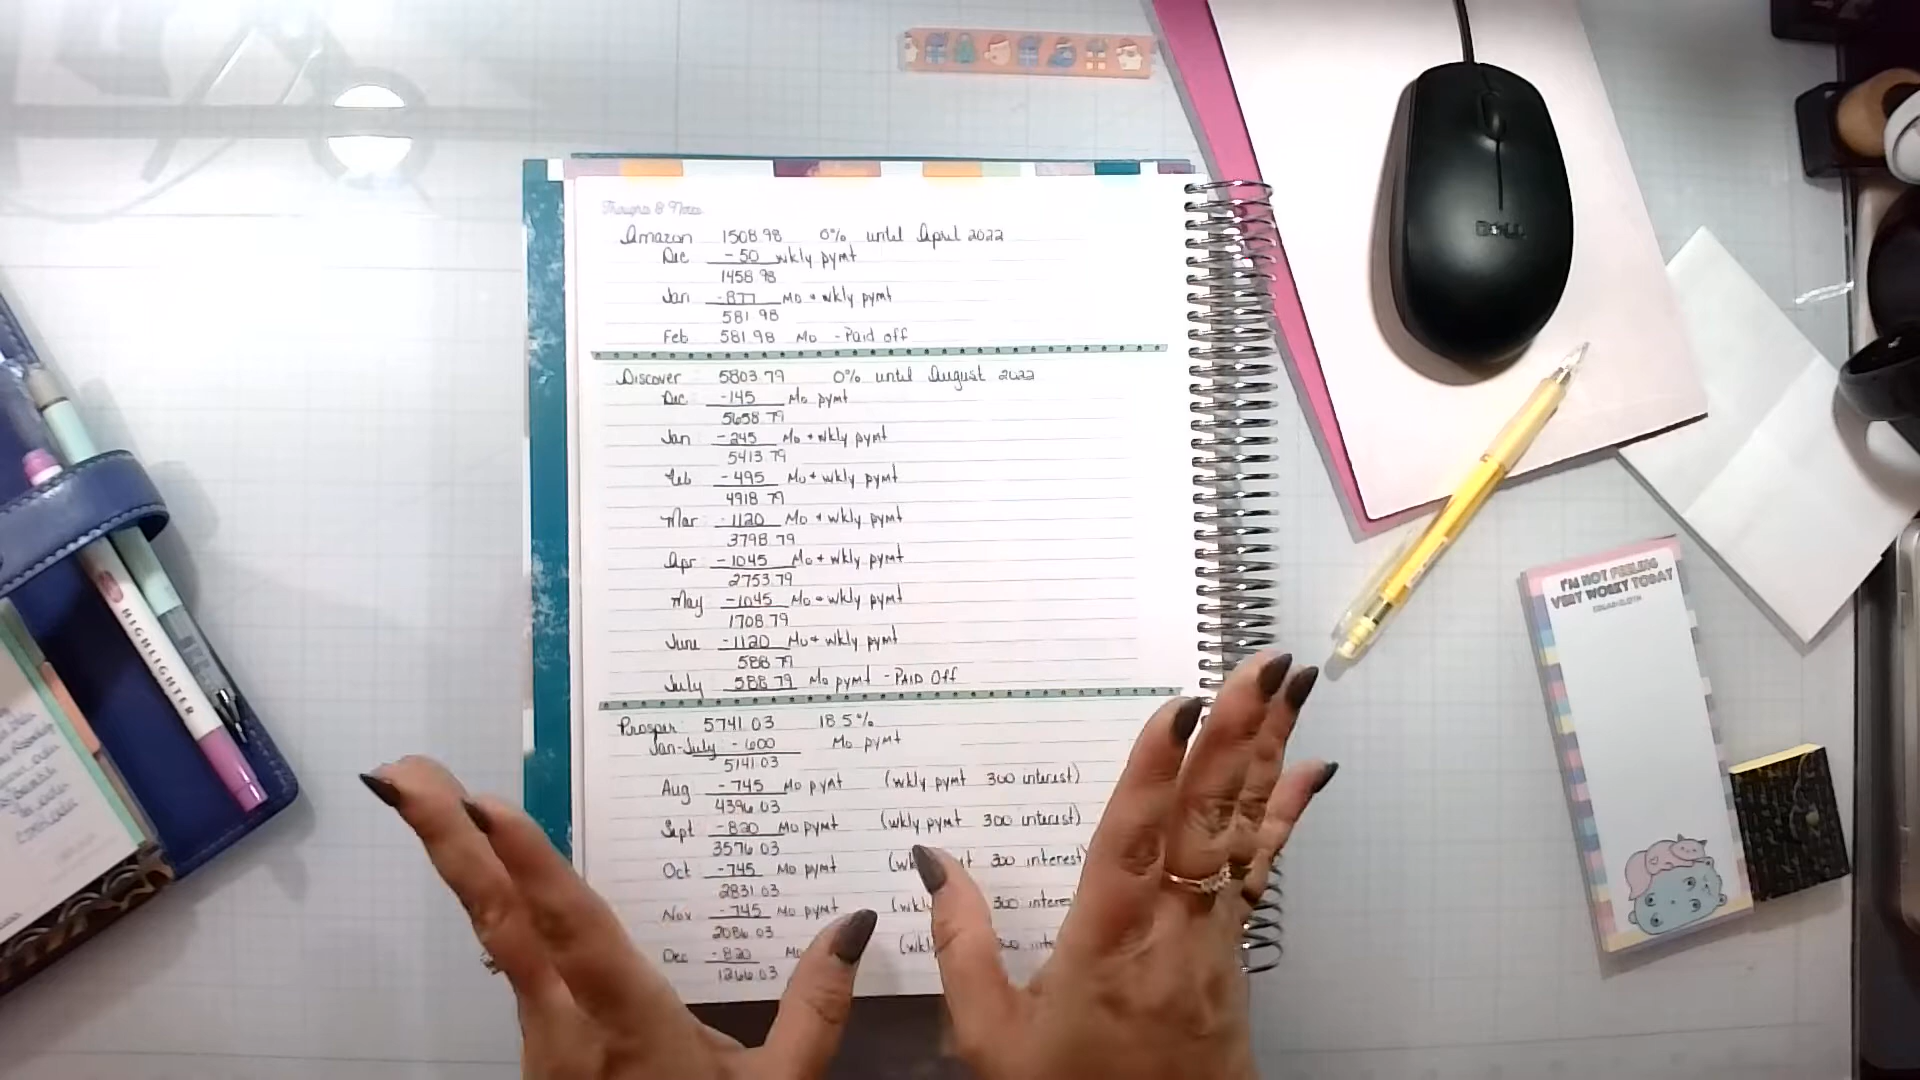 Thoughts & Notes
Amazon 1508.98 0% until April 2022
Dec -50 wkly pymt
1458.98
Jan -877 Mo + wkly pymt
581.98
Feb 581.98 Mo - Paid off
Discover 5803.79 0% until August 2022
Dec -145 Mo pymt
5658.79
Jan -245 Mo + wkly pymt
5413.79
Feb -495 Mo + wkly pymt
4918.79
Mar -1120 Mo + wkly pymt
3798.79
Apr -1045 Mo + wkly pymt
2753.79
May -1045 Mo + wkly pymt
1708.79
June -1120 Mo + wkly pymt
588.79
July 588.79 Mo pymt - PAID Off
Prosper 5741.03 18.5%
Jan-July -600 Mo pymt
5141.03
Aug -745 Mo pymt (wkly pymt 300 interest)
4396.03
Sept -820 Mo pymt (wkly pymt 300 interest)
3576.03
Oct -745 Mo pymt 300 interest)
2831.03
Nov -745 Mo pymt 300
2086.03
Dec -820
1266.03
DELL
I'M NOT FEELING
VERY WORKY TODAY
HIGHLIGHTER